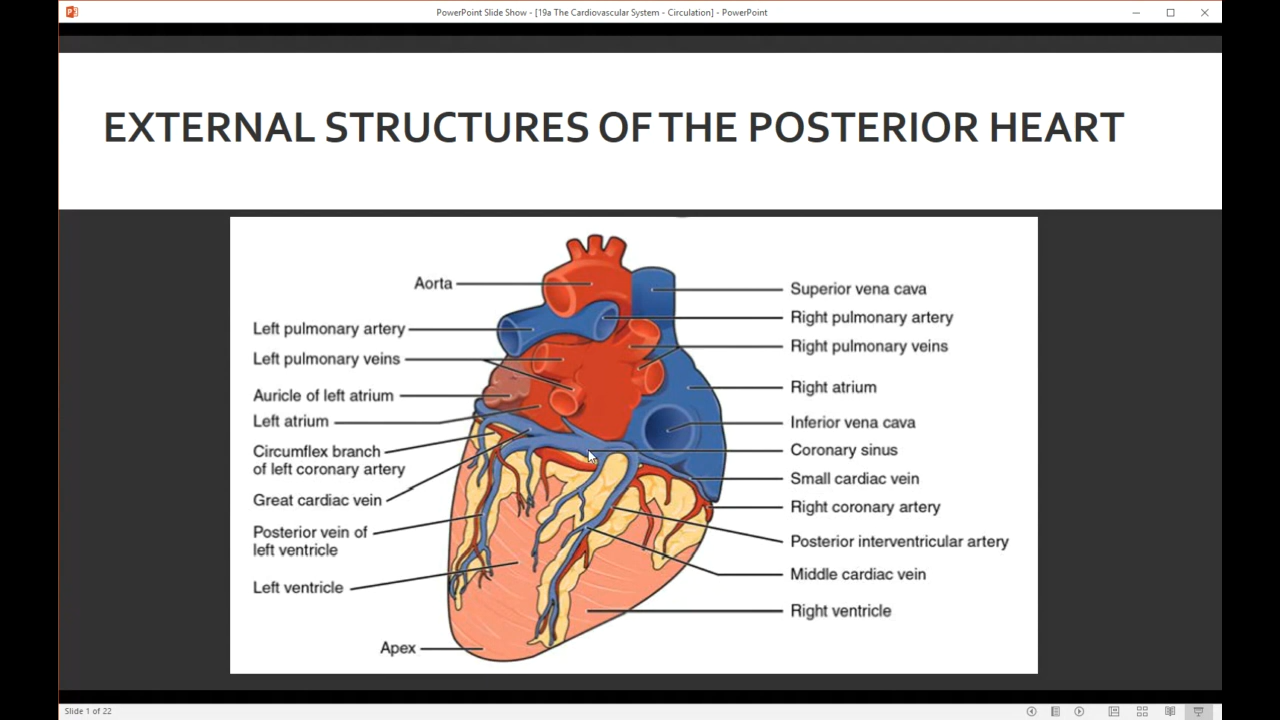 PowerPoint Slide Show - [19a The Cardiovascular System - Circulation] - PowerPoint
EXTERNAL STRUCTURES OF THE POSTERIOR HEART
Aorta
Left pulmonary artery
Left pulmonary veins
Auricle of left atrium
Left atrium
Circumflex branch
of left coronary artery
Great cardiac vein
Posterior vein of
left ventricle
Left ventricle
Apex
Superior vena cava
Right pulmonary artery
Right pulmonary veins
Right atrium
Inferior vena cava
Coronary sinus
Small cardiac vein
Right coronary artery
Posterior interventricular artery
Middle cardiac vein
Right ventricle
Slide 1 of 22